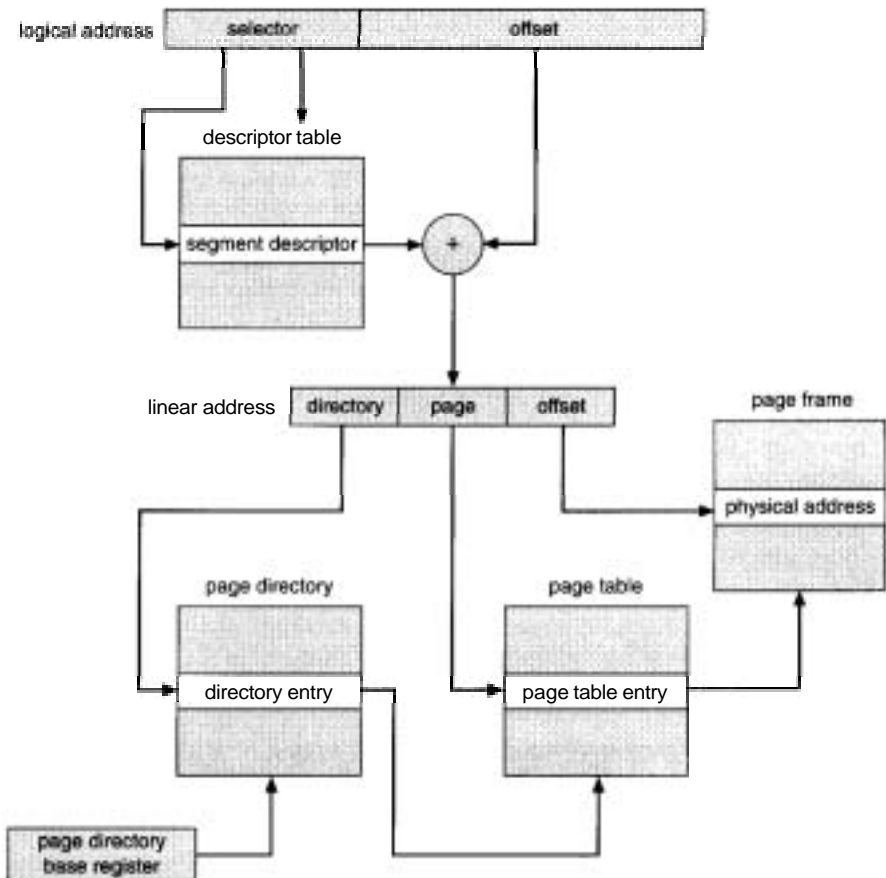 logical address
selector
offset
descriptor table
segment descriptor
+
linear address
directory
page
offset
page frame
physical address
page directory
page table
directory entry
page table entry
page directory
base register